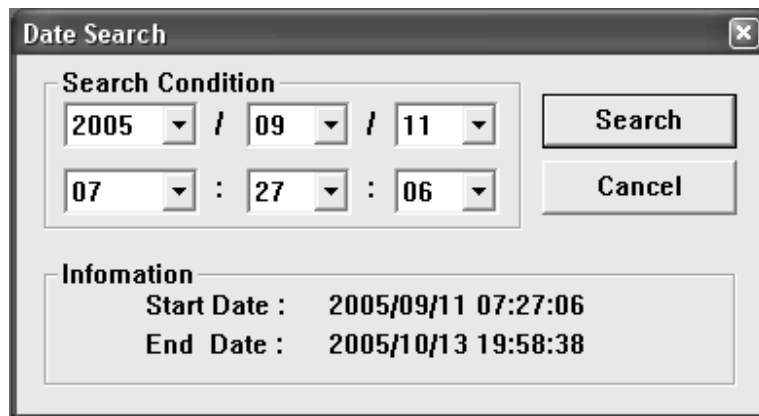 Date Search
Search Condition
2005 / 09 / 11
Search
07 : 27 : 06
Cancel
Infomation
Start Date : 2005/09/11 07:27:06
End Date : 2005/10/13 19:58:38